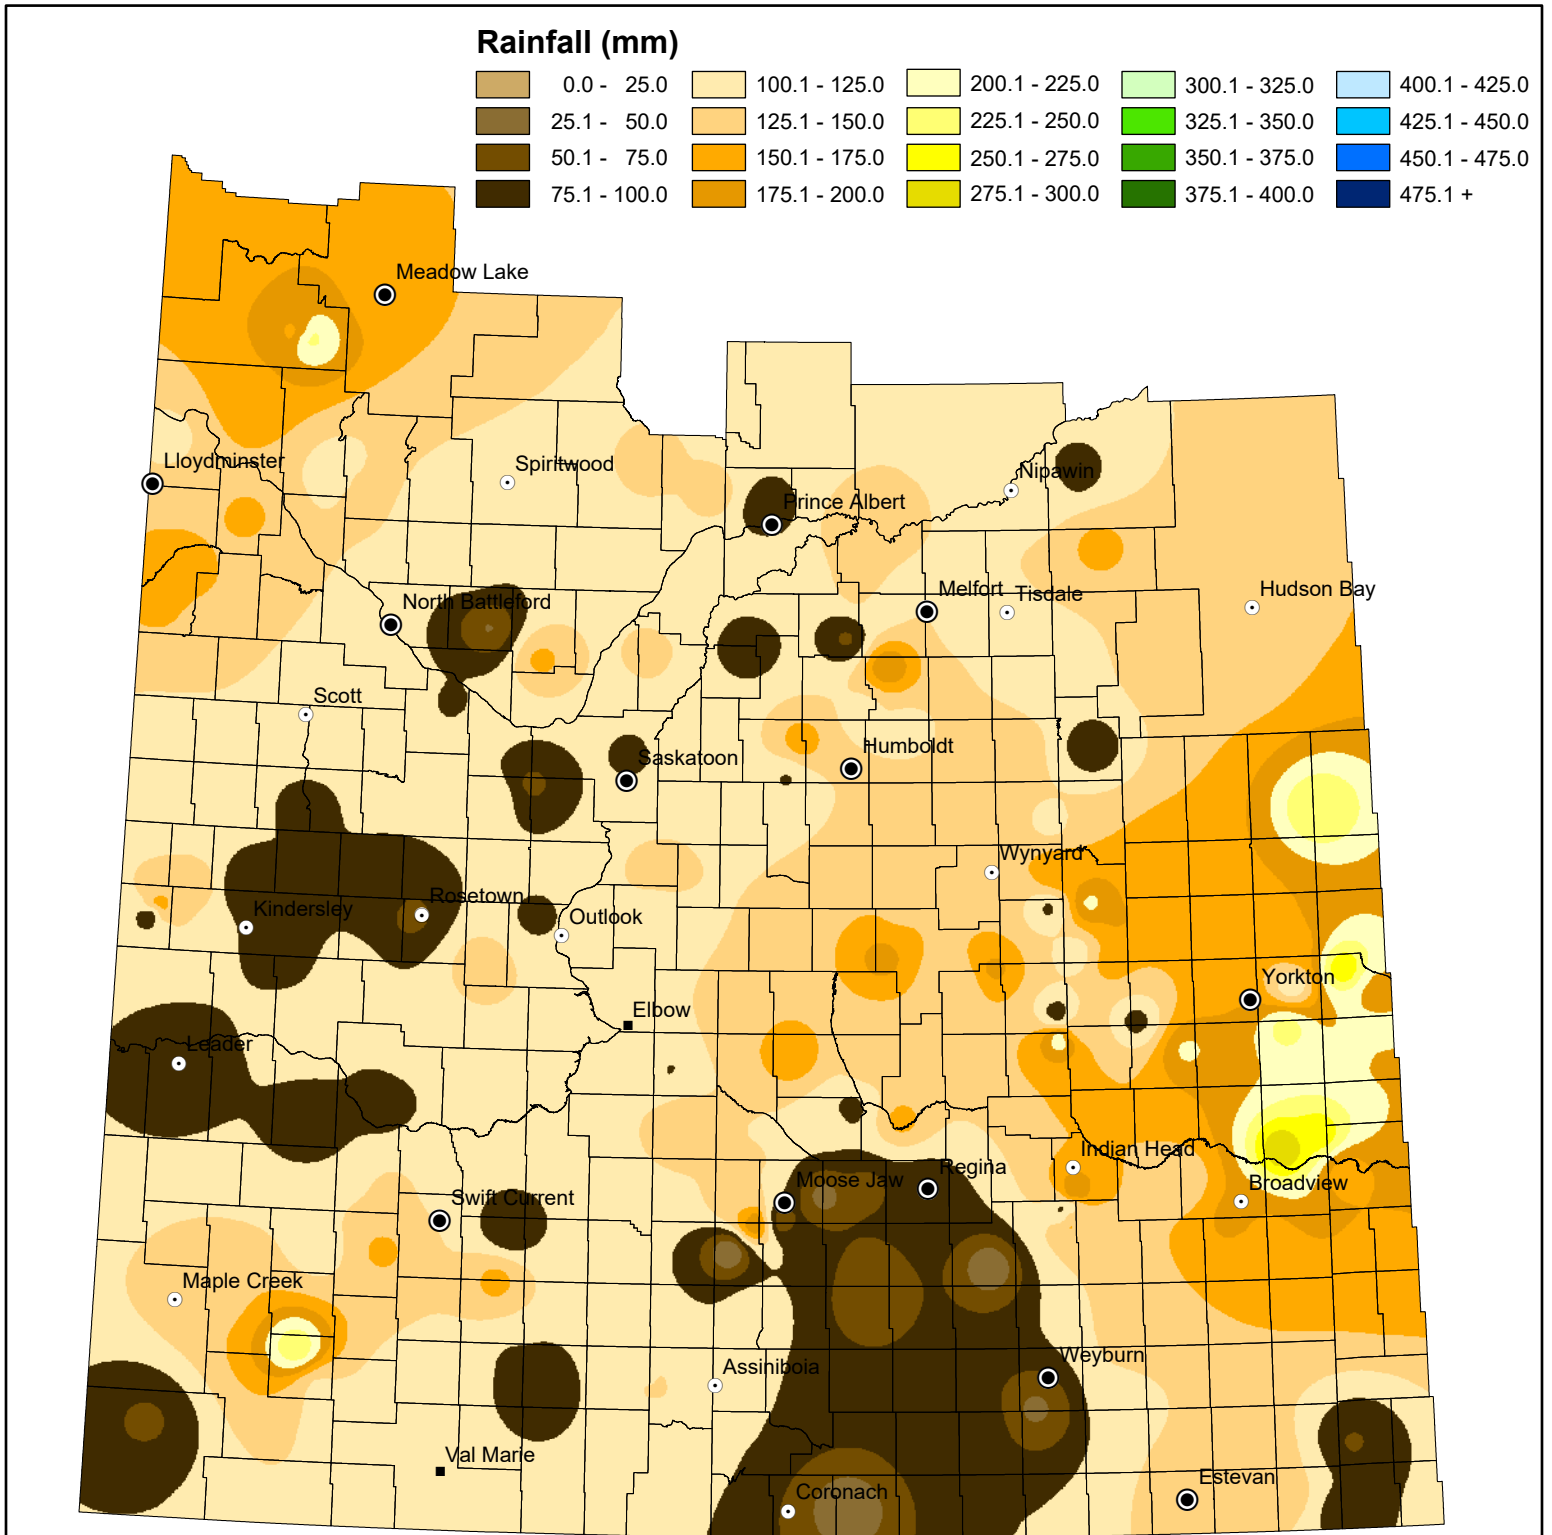 Rainfall (mm)
0.0 - 25.0
25.1 - 50.0
50.1 - 75.0
75.1 - 100.0
100.1 - 125.0
125.1 - 150.0
150.1 - 175.0
175.1 - 200.0
200.1 - 225.0
225.1 - 250.0
250.1 - 275.0
275.1 - 300.0
300.1 - 325.0
325.1 - 350.0
350.1 - 375.0
375.1 - 400.0
400.1 - 425.0
425.1 - 450.0
450.1 - 475.0
475.1 +
Meadow Lake
Lloydminster
Spiritwood
Nipawin
Prince Albert
Hudson Bay
Melfort
Tisdale
North Battleford
Scott
Humboldt
Saskatoon
Wynyard
Rosetown
Kindersley
Outlook
Yorkton
Elbow
Leader
Indian Head
Regina
Moose Jaw
Broadview
Swift Current
Maple Creek
Weyburn
Assiniboia
Val Marie
Estevan
Coronach